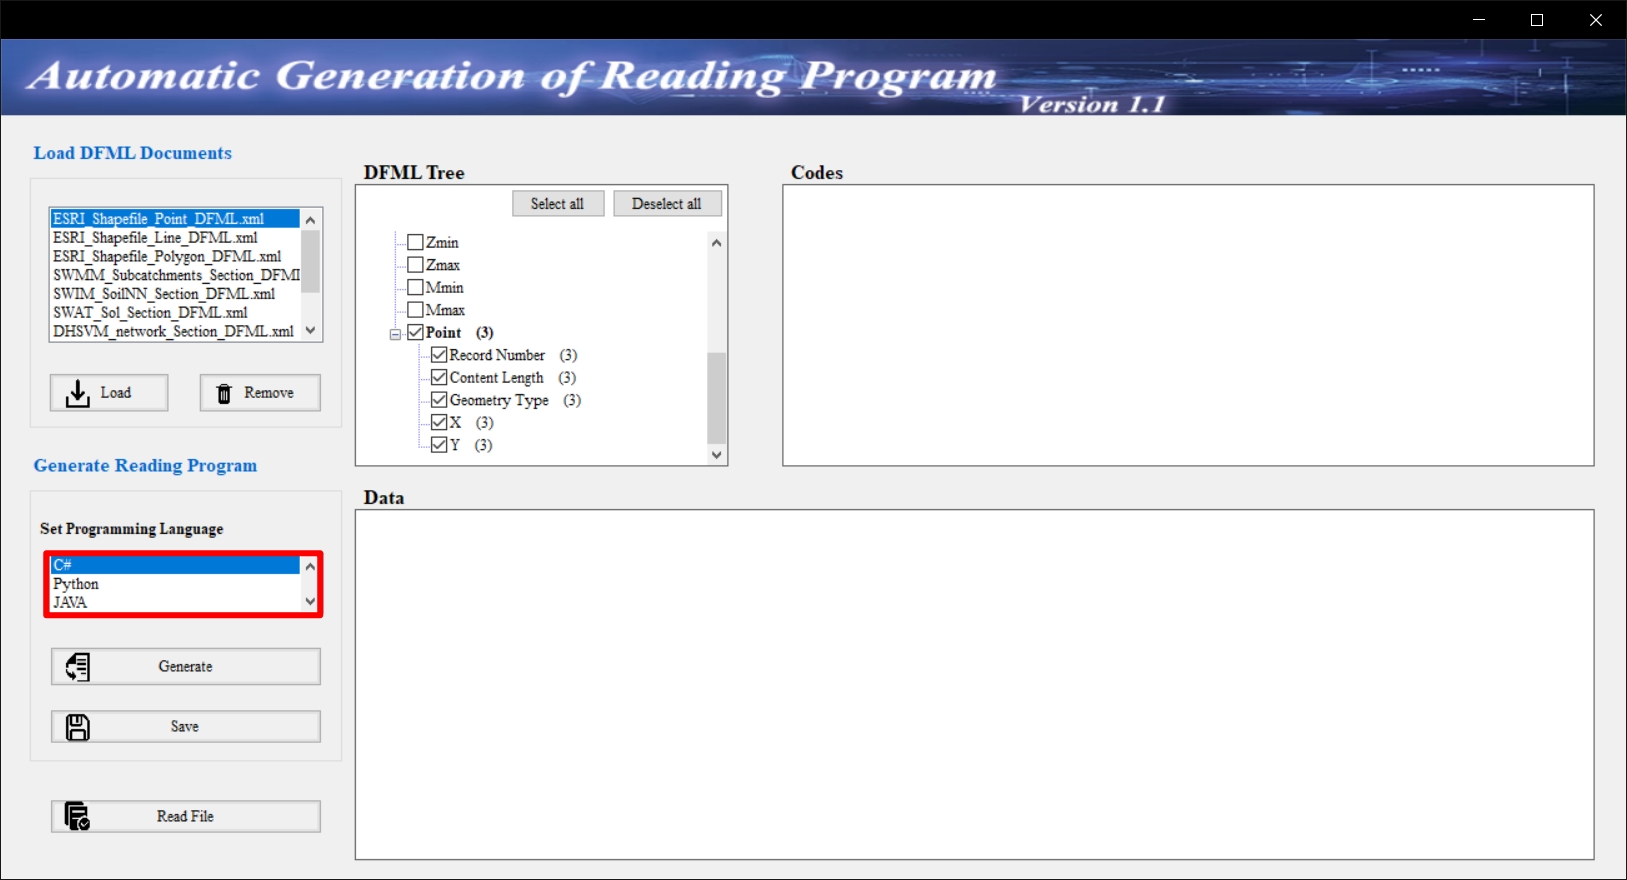 Automatic Generation of Reading Program
Version 1.1
Load DFML Documents
ESRI_Shapefile_Point_DFML.xml
ESRI_Shapefile_Line_DFML.xml
ESRI_Shapefile_Polygon_DFML.xml
SWMM_Subcatchments_Section_DFML
SWIM_SoilNN_Section_DFML.xml
SWAT_Sol_Section_DFML.xml
DHSVM_network_Section_DFML.xml
Load
Remove
Generate Reading Program
Set Programming Language
C#
Python
JAVA
Generate
Save
Read File
DFML Tree
Select all
Deselect all
Zmin
Zmax
Mmin
Mmax
Point (3)
Record Number (3)
Content Length (3)
Geometry Type (3)
X (3)
Y (3)
Codes
Data